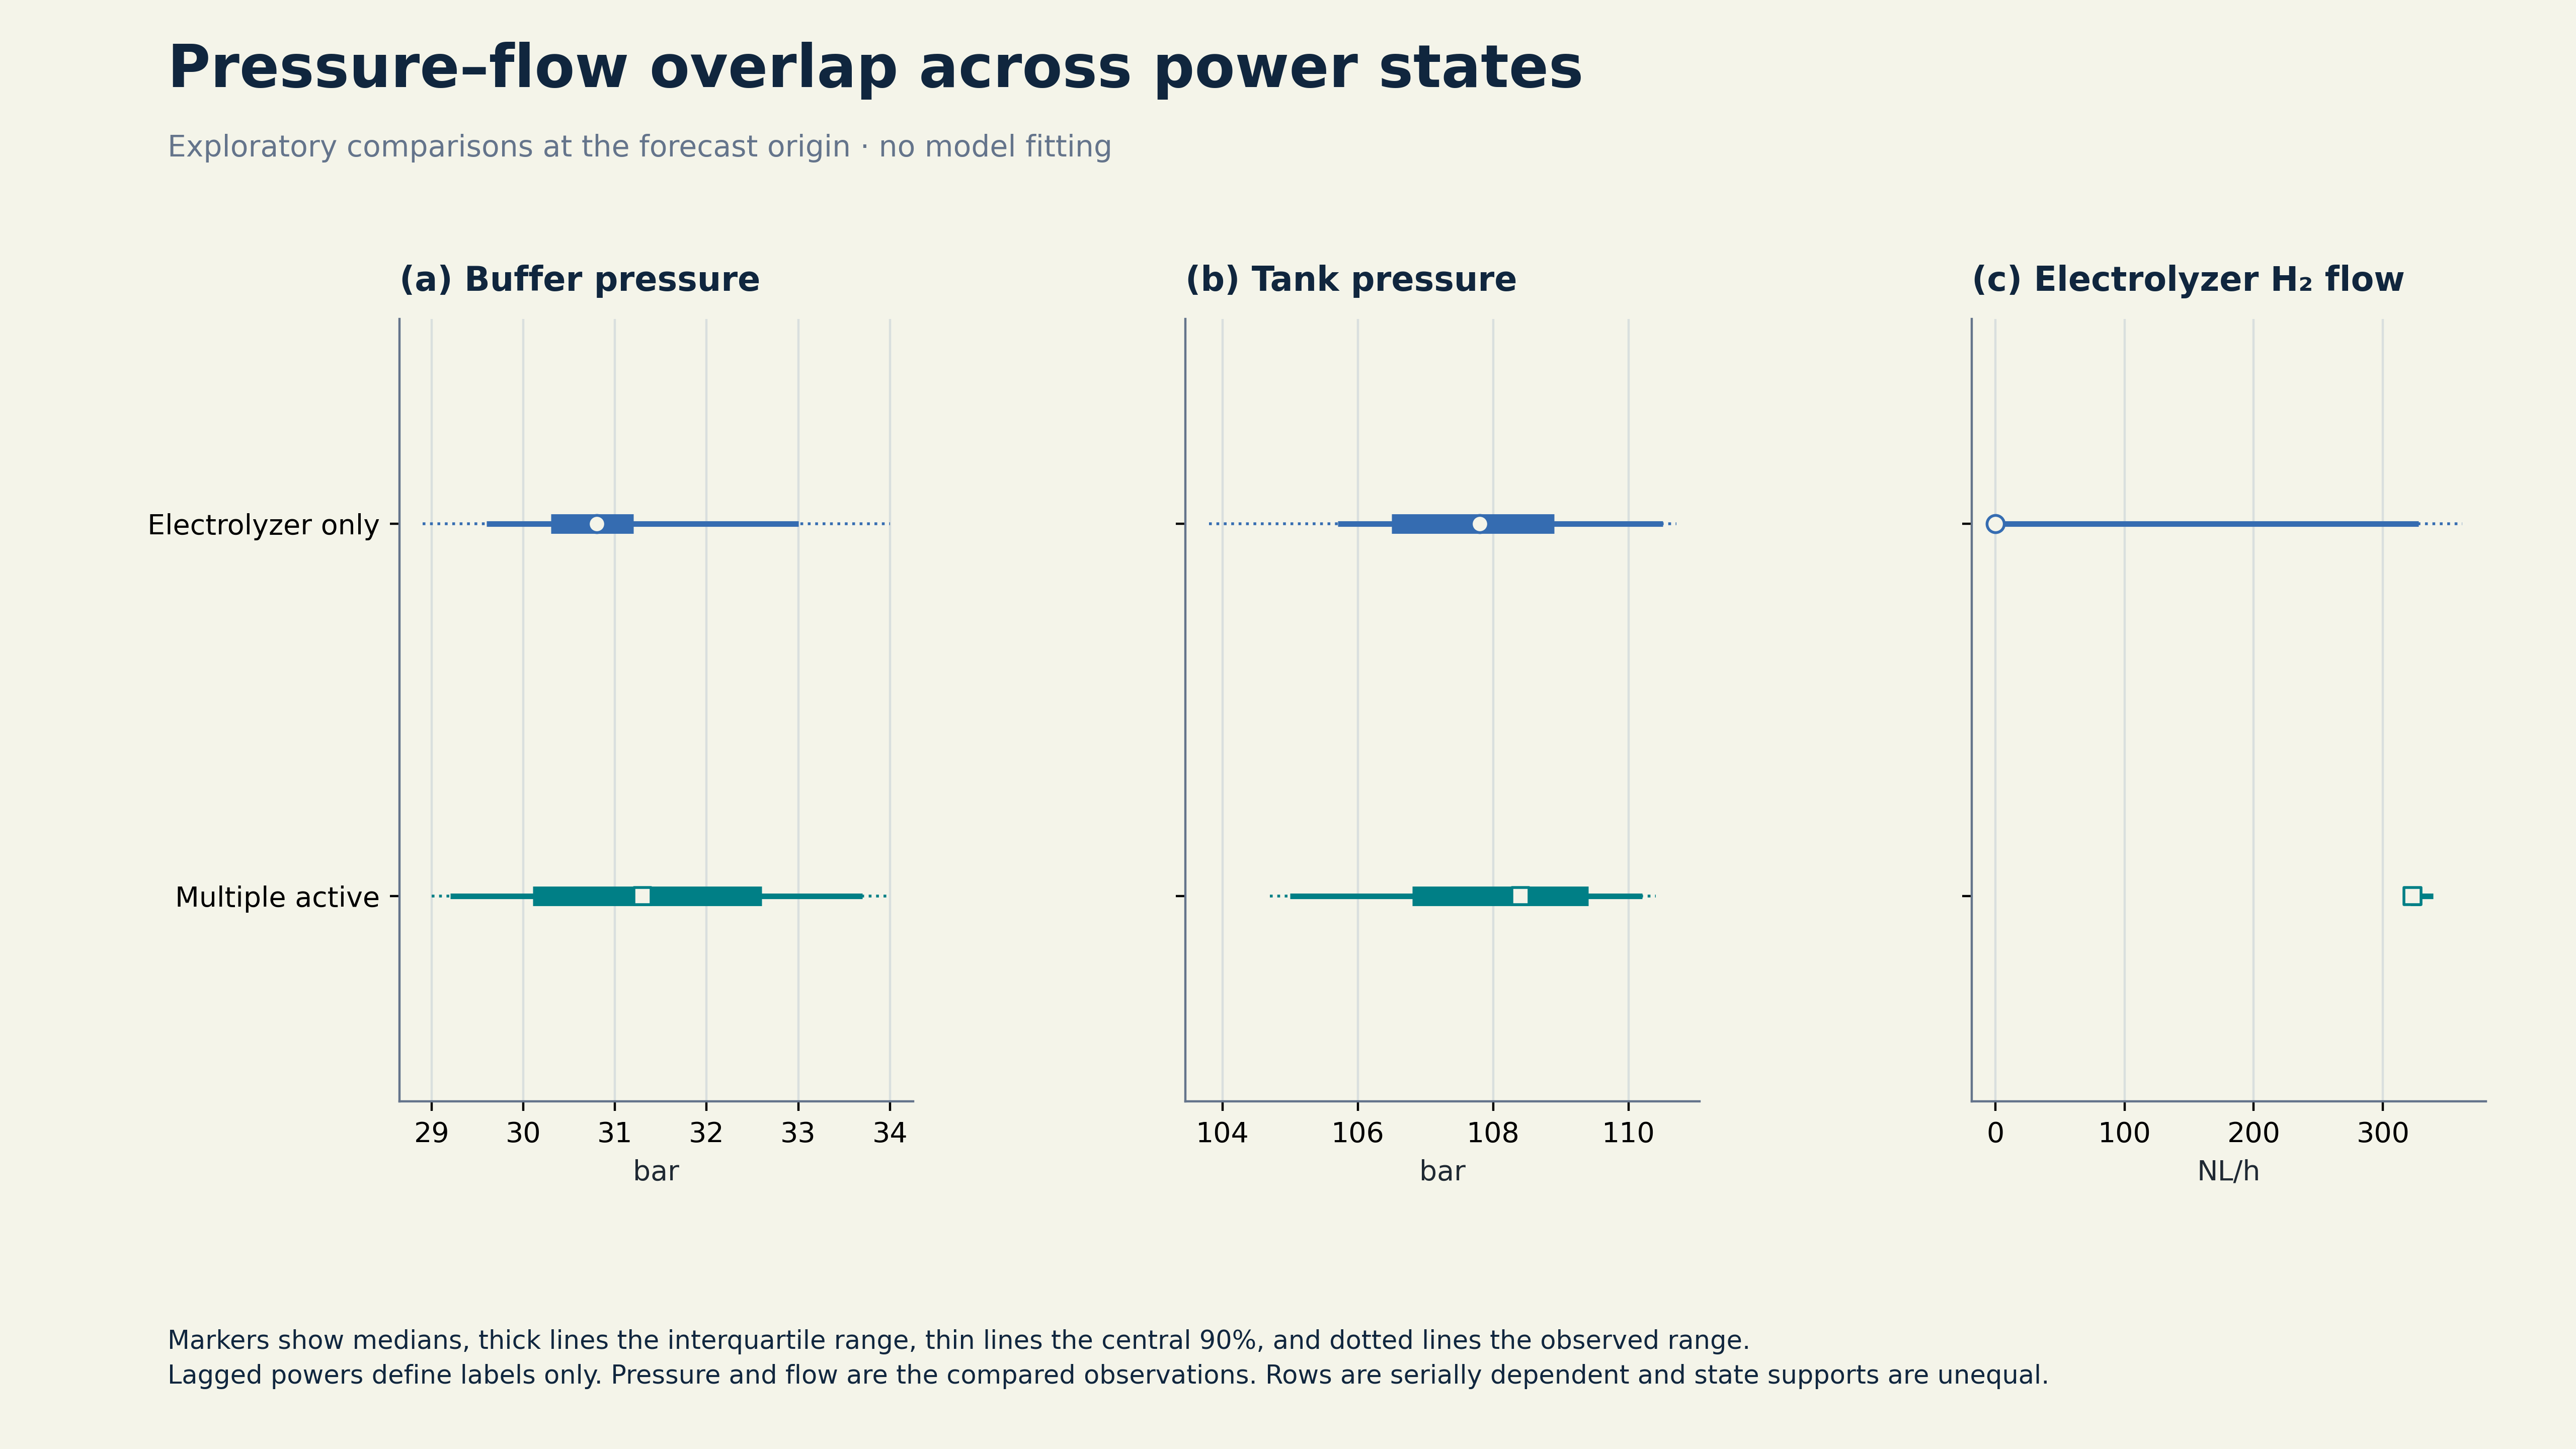 Pressure–flow overlap across power states
Exploratory comparisons at the forecast origin · no model fitting
(a) Buffer pressure
(b) Tank pressure
(c) Electrolyzer H₂ flow
Electrolyzer only
Multiple active
29 30 31 32 33 34
bar
104 106 108 110
bar
0 100 200 300
NL/h
Markers show medians, thick lines the interquartile range, thin lines the central 90%, and dotted lines the observed range.
Lagged powers define labels only. Pressure and flow are the compared observations. Rows are serially dependent and state supports are unequal.